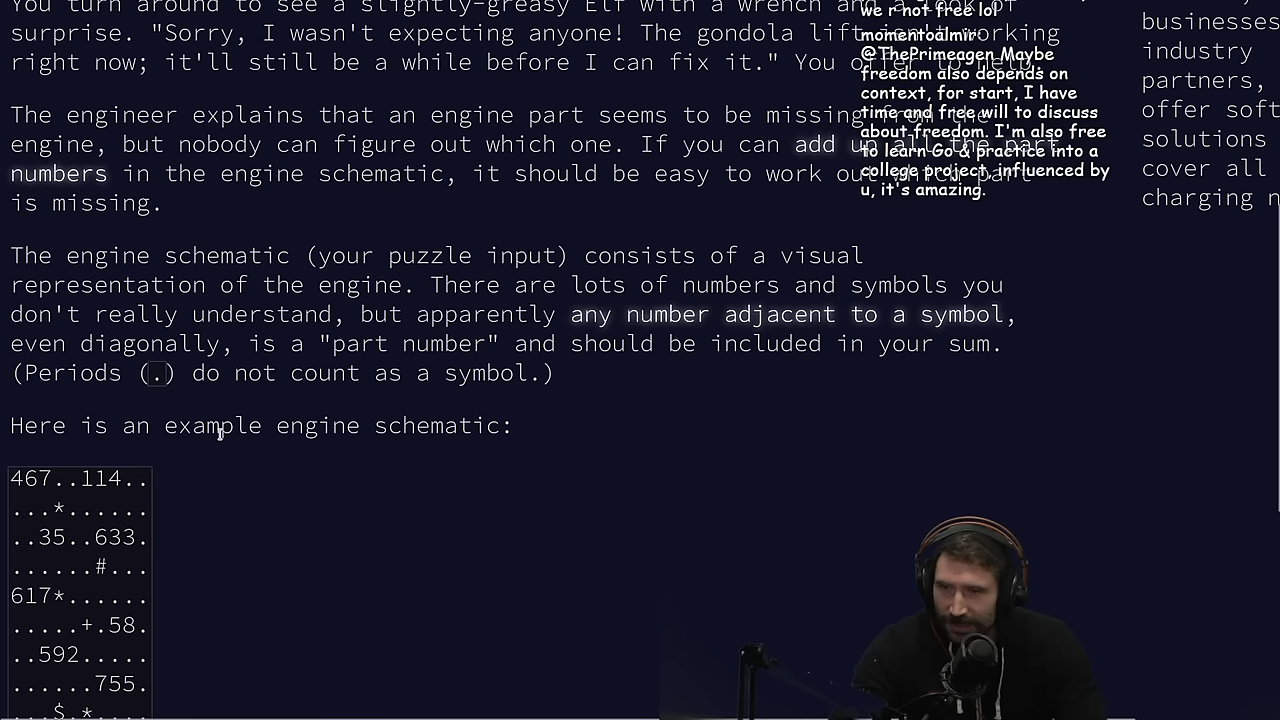 You turn around to see a slightly-greasy Elf with a wrench and a look of
surprise. "Sorry, I wasn't expecting anyone! The gondola lift working
right now; it'll still be a while before I can fix it." You
The engineer explains that an engine part seems to be missing
engine, but nobody can figure out which one. If you can add up all the part
numbers in the engine schematic, it should be easy to work out part
is missing.
The engine schematic (your puzzle input) consists of a visual
representation of the engine. There are lots of numbers and symbols you
don't really understand, but apparently any number adjacent to a symbol,
even diagonally, is a "part number" and should be included in your sum.
(Periods (.) do not count as a symbol.)
Here is an example engine schematic:
467..114..
...*......
..35..633.
......#...
617*......
.....+.58.
..592.....
......755.
...$.*....
we r not free lol
momentoalmir:
@ThePrimeagen Maybe
freedom also depends on
context, for start, I have
time and free will to discuss
about freedom. I'm also free
to learn Go & practice into a
college project, influenced by
u, it's amazing.
businesses
industry
partners,
offer soft
solutions
cover all
charging n